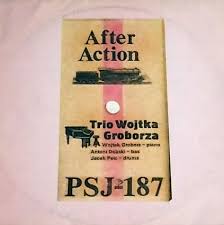 After
Action
Trio Wojtka
Groborza
Wojtek Groborz – piano
Antoni Dębski – bas
Jacek Pelc – drums
PSJ-187